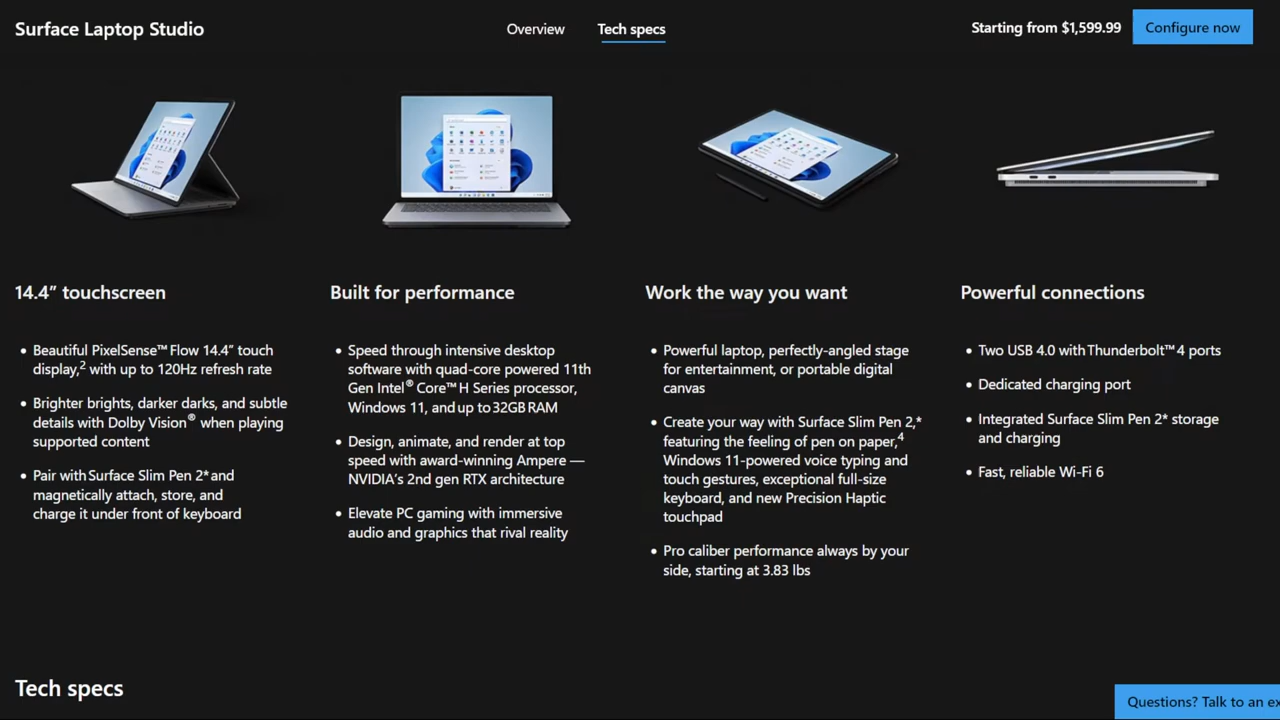 Surface Laptop Studio
Overview
Tech specs
Starting from $1,599.99
Configure now
14.4” touchscreen
• Beautiful PixelSense™ Flow 14.4” touch
display,2 with up to 120Hz refresh rate
• Brighter brights, darker darks, and subtle
details with Dolby Vision® when playing
supported content
• Pair with Surface Slim Pen 2* and
magnetically attach, store, and
charge it under front of keyboard
Built for performance
• Speed through intensive desktop
software with quad-core powered 11th
Gen Intel® Core™ H Series processor,
Windows 11, and up to 32GB RAM
• Design, animate, and render at top
speed with award-winning Ampere —
NVIDIA’s 2nd gen RTX architecture
• Elevate PC gaming with immersive
audio and graphics that rival reality
Work the way you want
• Powerful laptop, perfectly-angled stage
for entertainment, or portable digital
canvas
• Create your way with Surface Slim Pen 2,*
featuring the feeling of pen on paper,4
Windows 11-powered voice typing and
touch gestures, exceptional full-size
keyboard, and new Precision Haptic
touchpad
• Pro caliber performance always by your
side, starting at 3.83 lbs
Powerful connections
• Two USB 4.0 with Thunderbolt™ 4 ports
• Dedicated charging port
• Integrated Surface Slim Pen 2* storage
and charging
• Fast, reliable Wi-Fi 6
Tech specs
Questions? Talk to an ex